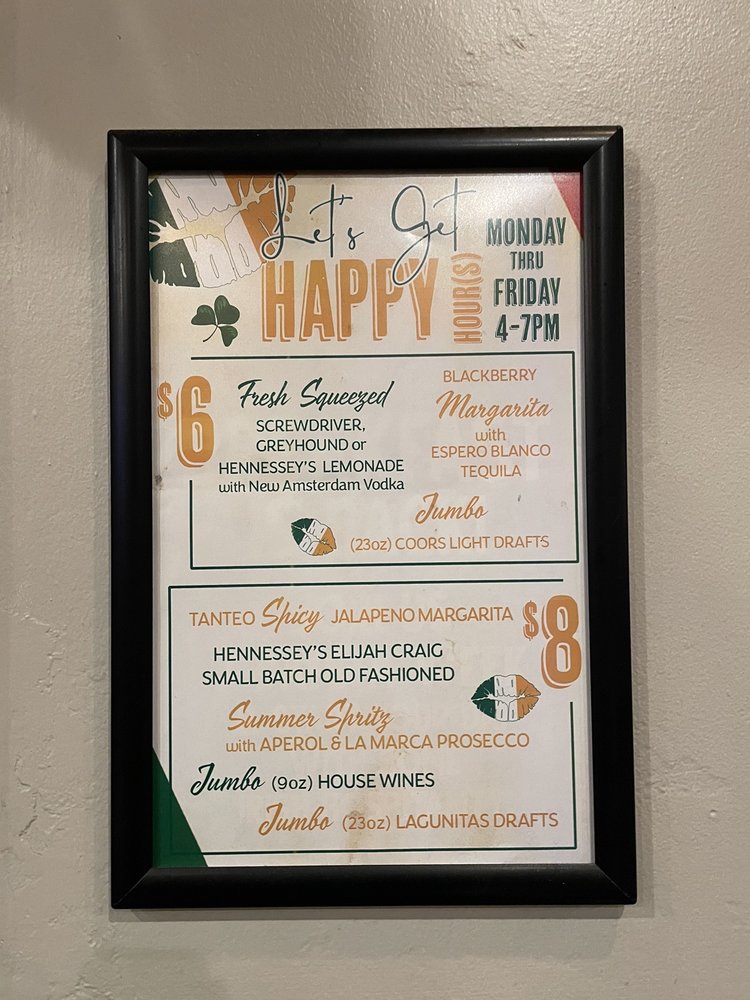 Let's Get
HAPPY
HOUR(S)
MONDAY
THRU
FRIDAY
4-7PM
$6
Fresh Squeezed
SCREWDRIVER,
GREYHOUND or
HENNESSEY'S LEMONADE
with New Amsterdam Vodka
BLACKBERRY
Margarita
with
ESPERO BLANCO
TEQUILA
Jumbo
(23oz) COORS LIGHT DRAFTS
$8
TANTEO Spicy JALAPENO MARGARITA
HENNESSEY'S ELIJAH CRAIG
SMALL BATCH OLD FASHIONED
Summer Spritz
with APEROL & LA MARCA PROSECCO
Jumbo (9oz) HOUSE WINES
Jumbo (23oz) LAGUNITAS DRAFTS